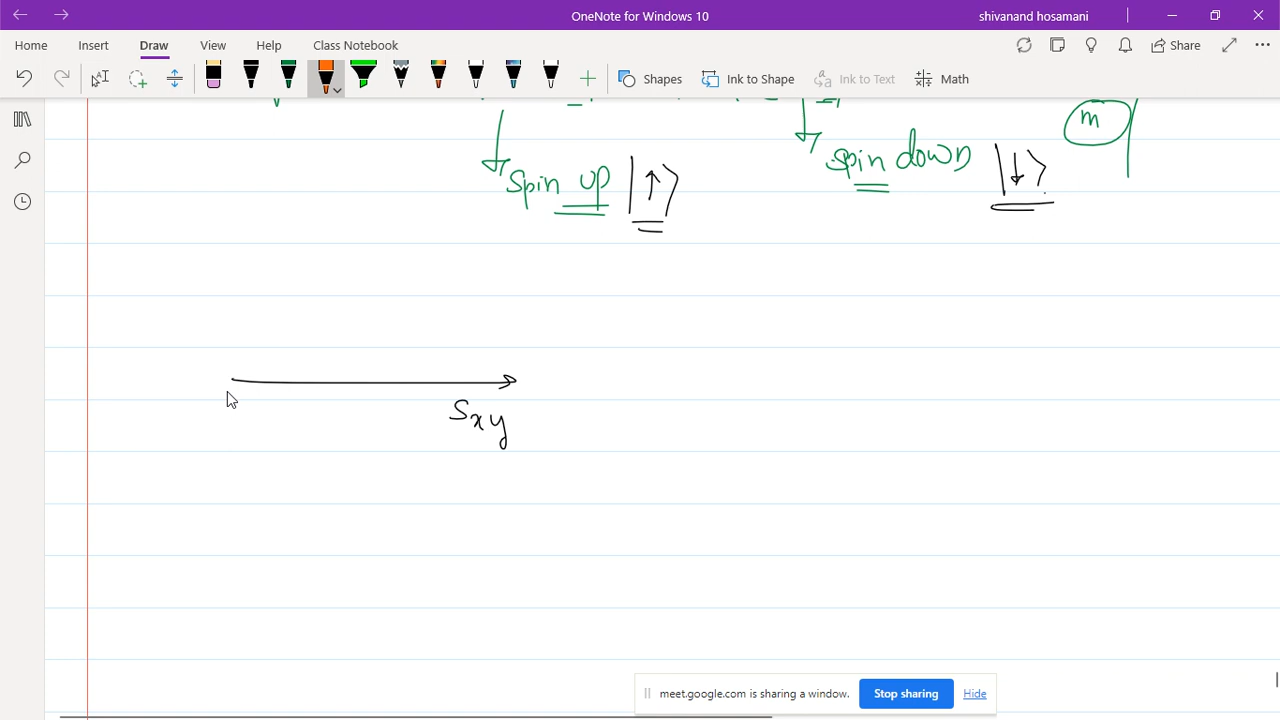 OneNote for Windows 10
shivanand hosamani
Home Insert Draw View Help Class Notebook
Share
Shapes Ink to Shape Ink to Text Math
m
spin down |↓⟩
spin up |↑⟩
Sxy
meet.google.com is sharing a window. Stop sharing Hide